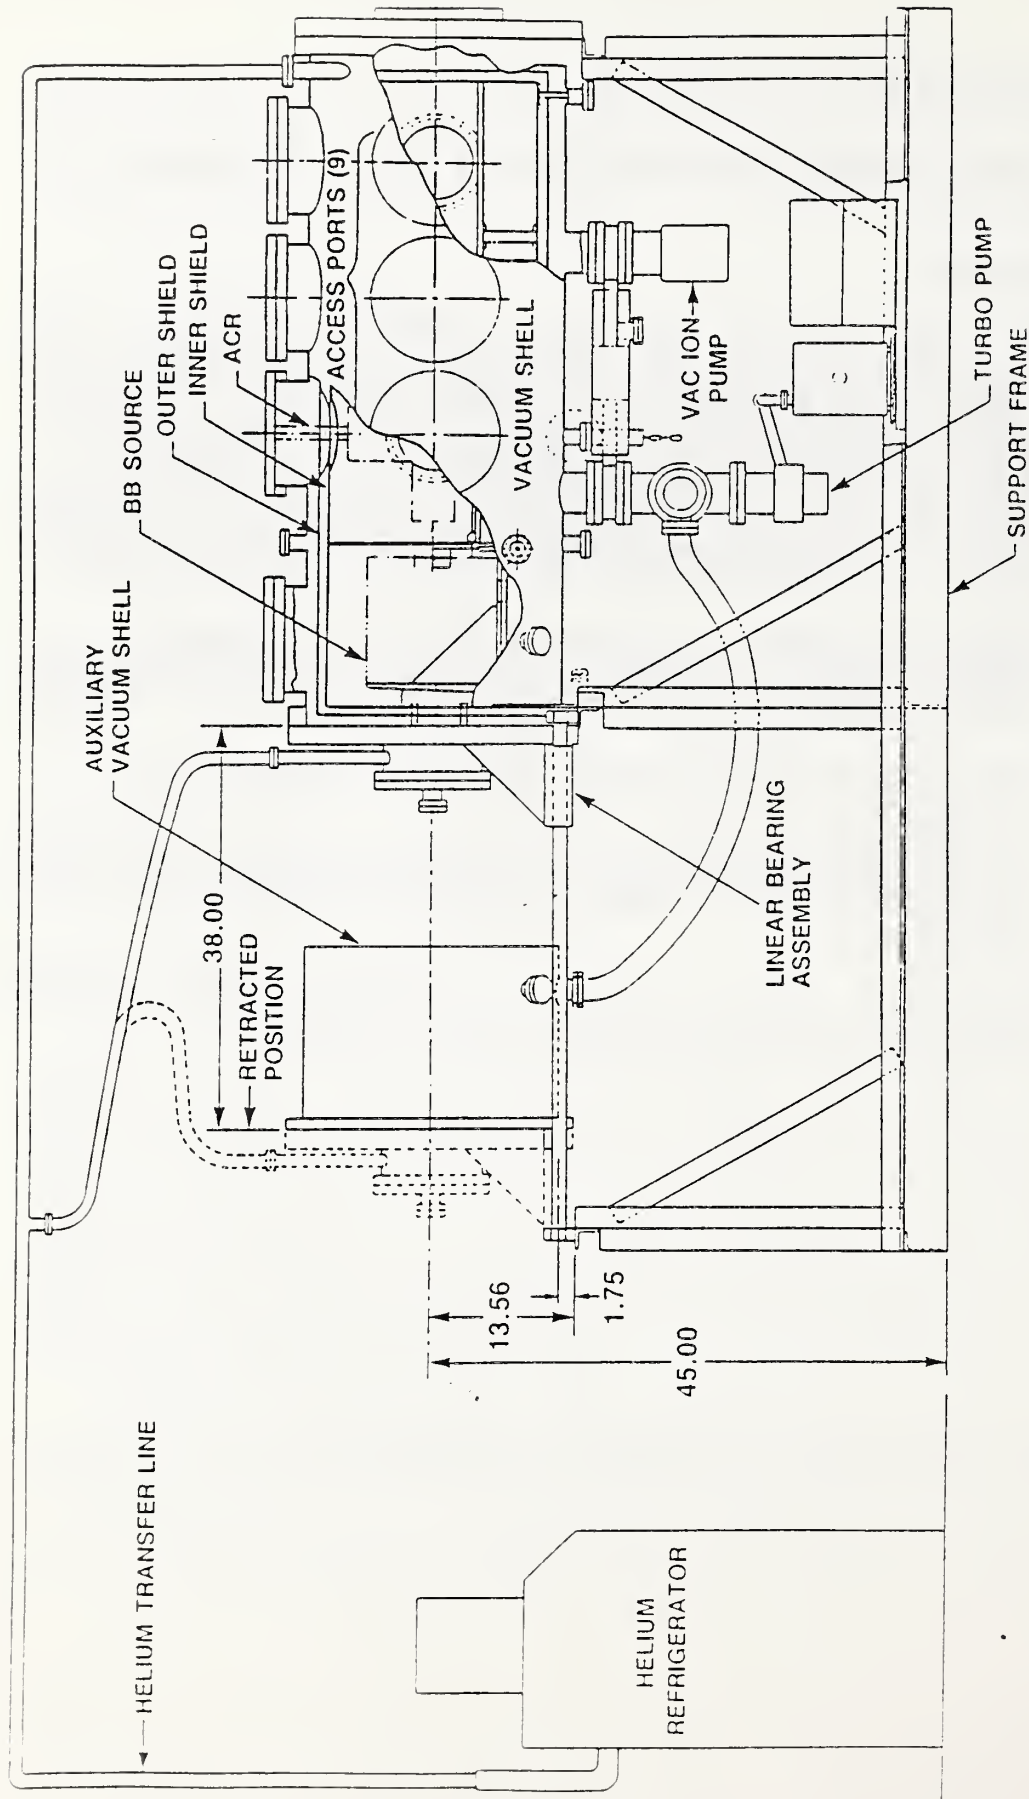 HELIUM TRANSFER LINE
HELIUM
REFRIGERATOR
AUXILIARY
VACUUM SHELL
38.00
RETRACTED
POSITION
13.56
1.75
45.00
BB SOURCE
OUTER SHIELD
INNER SHIELD
ACR
ACCESS PORTS (9)
VACUUM SHELL
LINEAR BEARING
ASSEMBLY
VAC ION
PUMP
TURBO PUMP
SUPPORT FRAME